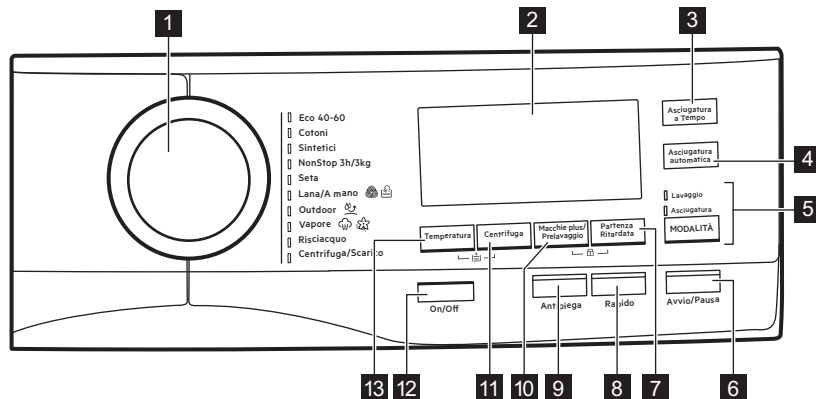 1
2
3
Asciugatura
a Tempo
Eco 40-60
Cotoni
Sintetici
NonStop 3h/3kg
Seta
Lana/A mano
Outdoor
Vapore
Risciacquo
Centrifuga/Scarico
Asciugatura
automatica
4
Lavaggio
Asciugatura
MODALITÀ
5
Temperatura
Centrifuga
Macchie plus/
Prelavaggio
Partenza
Ritardata
On/Off
Antipiega
Rapido
Avvio/Pausa
13
12
11
10
9
8
7
6